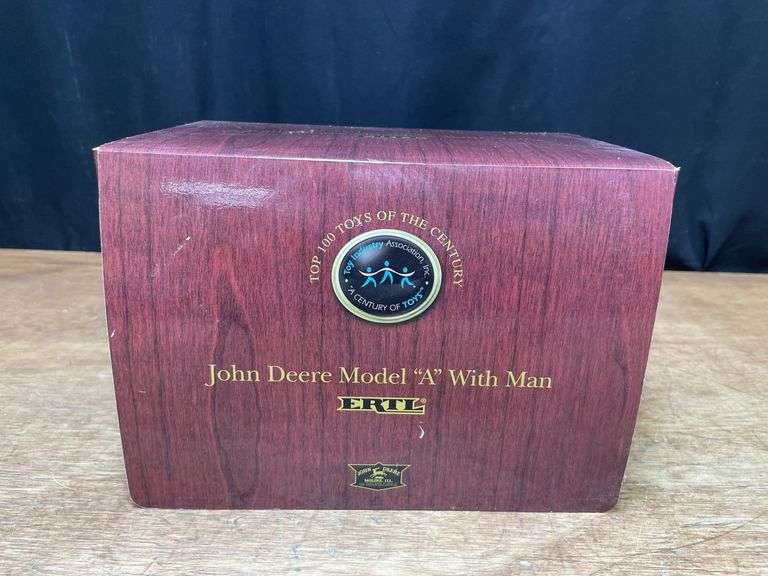 TOP 100 TOYS OF THE CENTURY
Toy Industry Association, Inc.
"A CENTURY OF TOYS"
John Deere Model “A” With Man
ERTL®
JOHN DEERE
MOLINE, ILL.